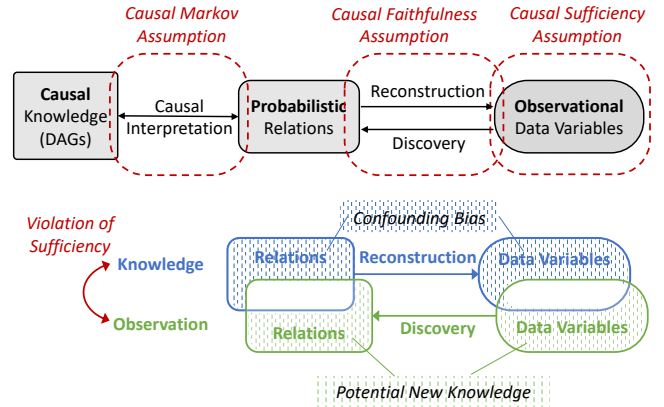 Causal Markov Assumption
Causal Faithfulness Assumption
Causal Sufficiency Assumption
Causal
Knowledge
(DAGs)
Causal
Interpretation
Probabilistic
Relations
Reconstruction
Discovery
Observational
Data Variables
Violation of
Sufficiency
Confounding Bias
Knowledge
Relations
Reconstruction
Data Variables
Observation
Relations
Discovery
Data Variables
Potential New Knowledge